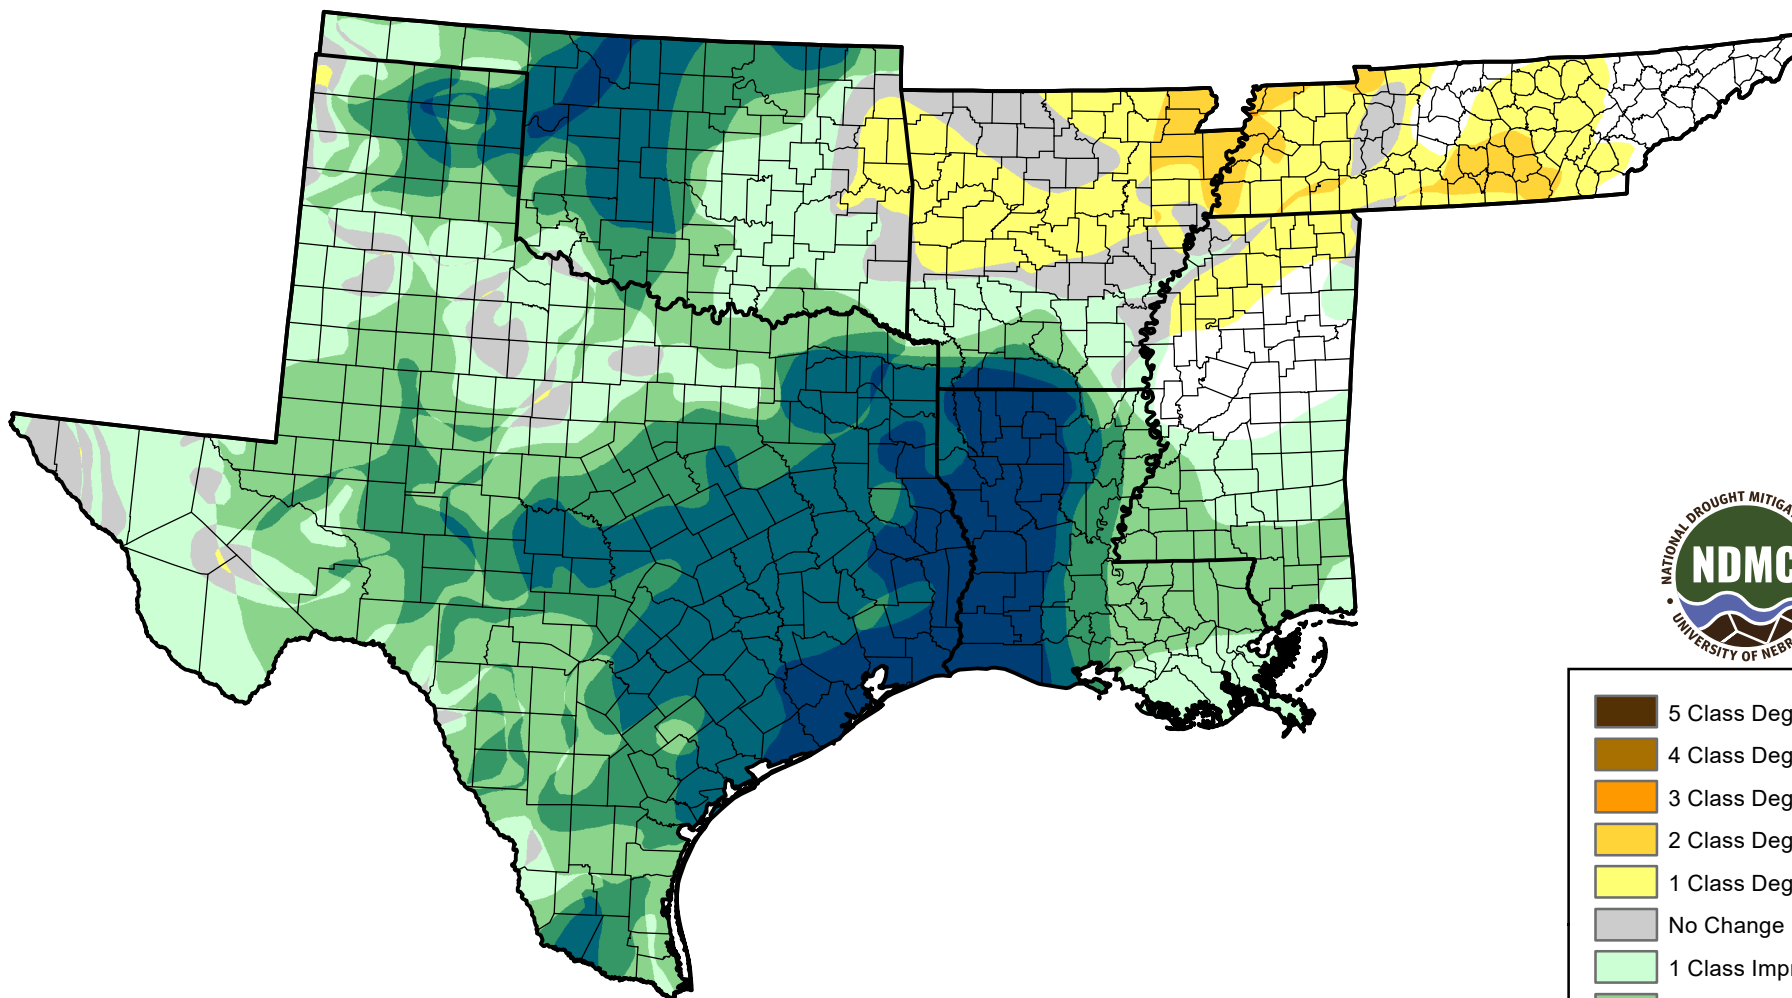 NATIONAL DROUGHT MITIGA
NDMC
UNIVERSITY OF NEBR
5 Class Deg
4 Class Deg
3 Class Deg
2 Class Deg
1 Class Deg
No Change
1 Class Impr